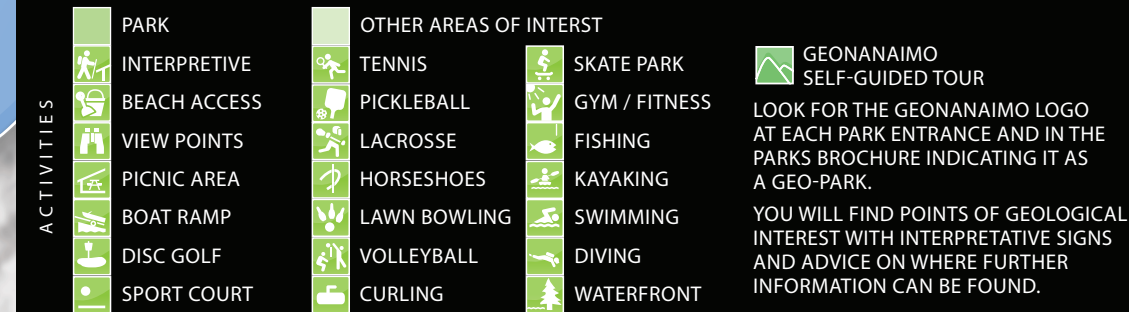 ACTIVITIES
PARK
INTERPRETIVE
BEACH ACCESS
VIEW POINTS
PICNIC AREA
BOAT RAMP
DISC GOLF
SPORT COURT
OTHER AREAS OF INTERST
TENNIS
PICKLEBALL
LACROSSE
HORSESHOES
LAWN BOWLING
VOLLEYBALL
CURLING
SKATE PARK
GYM / FITNESS
FISHING
KAYAKING
SWIMMING
DIVING
WATERFRONT
GEONANAIMO
SELF-GUIDED TOUR
LOOK FOR THE GEONANAIMO LOGO
AT EACH PARK ENTRANCE AND IN THE
PARKS BROCHURE INDICATING IT AS
A GEO-PARK.
YOU WILL FIND POINTS OF GEOLOGICAL
INTEREST WITH INTERPRETATIVE SIGNS
AND ADVICE ON WHERE FURTHER
INFORMATION CAN BE FOUND.